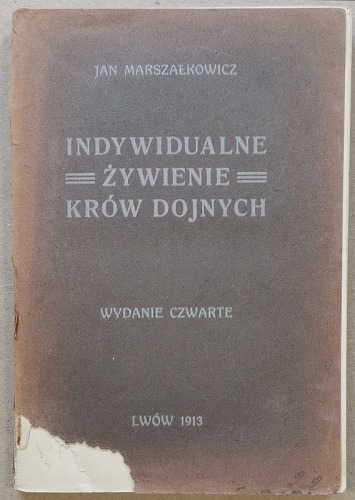 JAN MARSZAŁKOWICZ
INDYWIDUALNE
ŻYWIENIE
KRÓW DOJNYCH
WYDANIE CZWARTE
LWÓW 1913